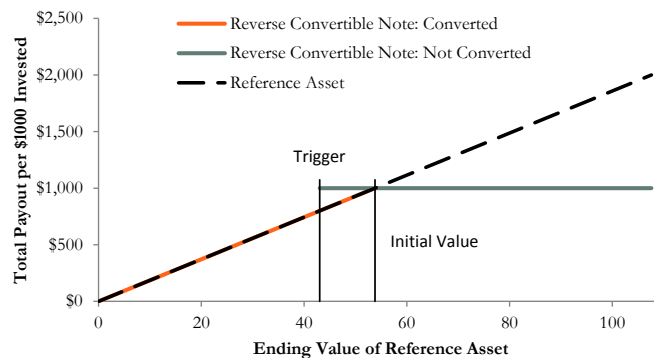 $2,500
$2,000
$1,500
$1,000
$500
$0
Total Payout per $1000 Invested
Reverse Convertible Note: Converted
Reverse Convertible Note: Not Converted
Reference Asset
Trigger
Initial Value
0 20 40 60 80 100
Ending Value of Reference Asset